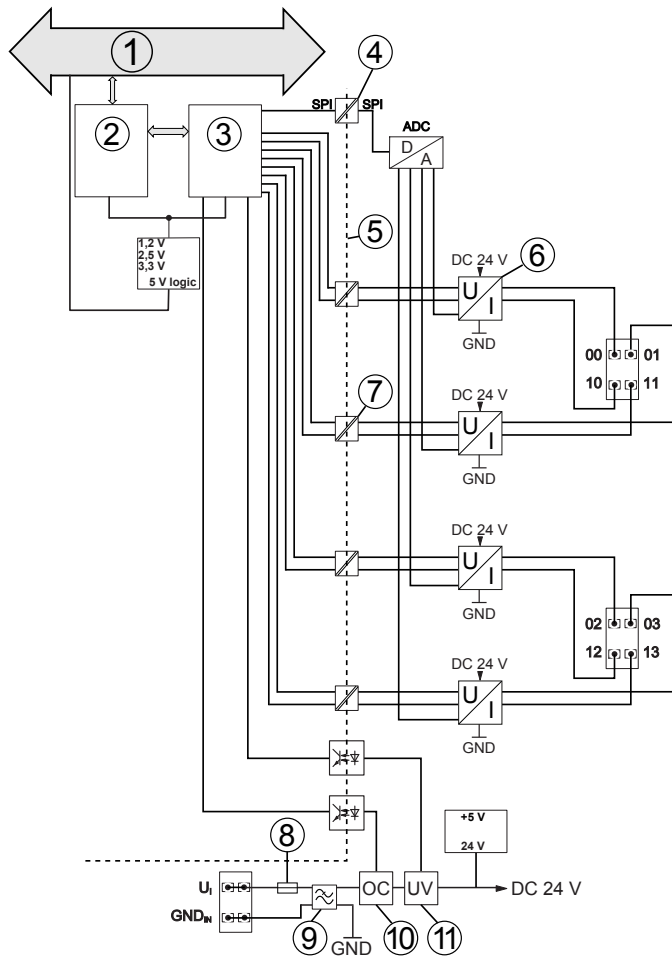 1
4
SPI
SPI
ADC
2
3
D
A
5
1,2 V
2,5 V
3,3 V
5 V logic
DC 24 V
6
U
I
GND
00
01
10
11
7
DC 24 V
U
I
GND
DC 24 V
U
I
GND
02
03
12
13
DC 24 V
U
I
GND
+5 V
24 V
8
UI
OC
UV
DC 24 V
GNDIN
9
GND
10
11